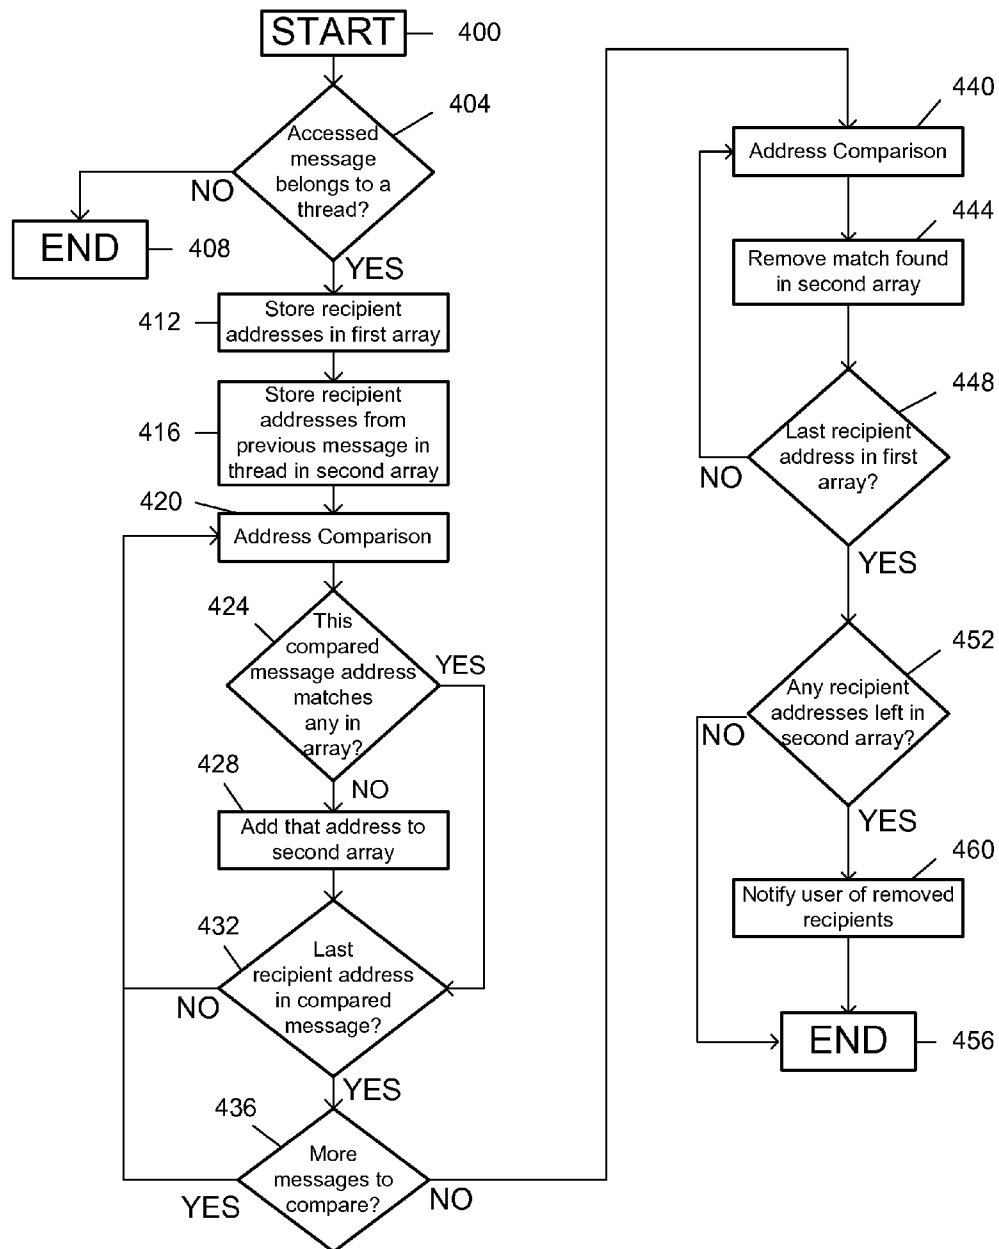 START
400
404
Accessed
message
belongs to a
thread?
NO
END
408
YES
412
Store recipient
addresses in first array
416
Store recipient
addresses from
previous message in
thread in second array
420
Address Comparison
424
This
compared
message address
matches
any in
array?
YES
NO
428
Add that address to
second array
432
Last
recipient address
in compared
message?
NO
YES
436
More
messages to
compare?
YES
NO
440
Address Comparison
444
Remove match found
in second array
448
Last recipient
address in first
array?
NO
YES
452
Any recipient
addresses left in
second array?
NO
YES
460
Notify user of removed
recipients
END
456